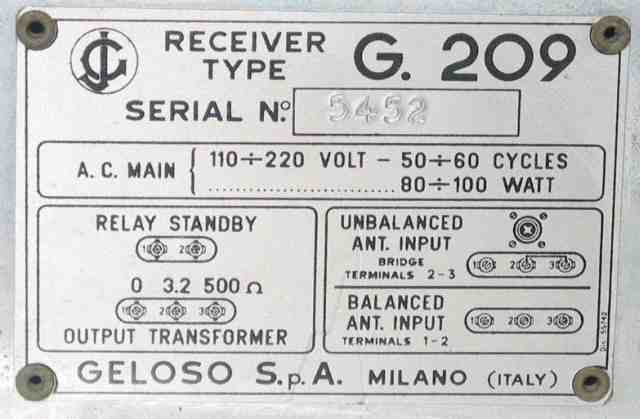 RECEIVER
TYPE
G. 209
SERIAL Nº. 5452
A. C. MAIN { 110÷220 VOLT – 50÷60 CYCLES
........................ 80÷100 WATT
RELAY STANDBY
1 2
0 3.2 500 Ω
1 2 3
OUTPUT TRANSFORMER
UNBALANCED
ANT. INPUT
BRIDGE
TERMINALS 2-3
1 2 3
BALANCED
ANT. INPUT
TERMINALS 1-2
1 2 3
GELOSO S.p.A. MILANO (ITALY)